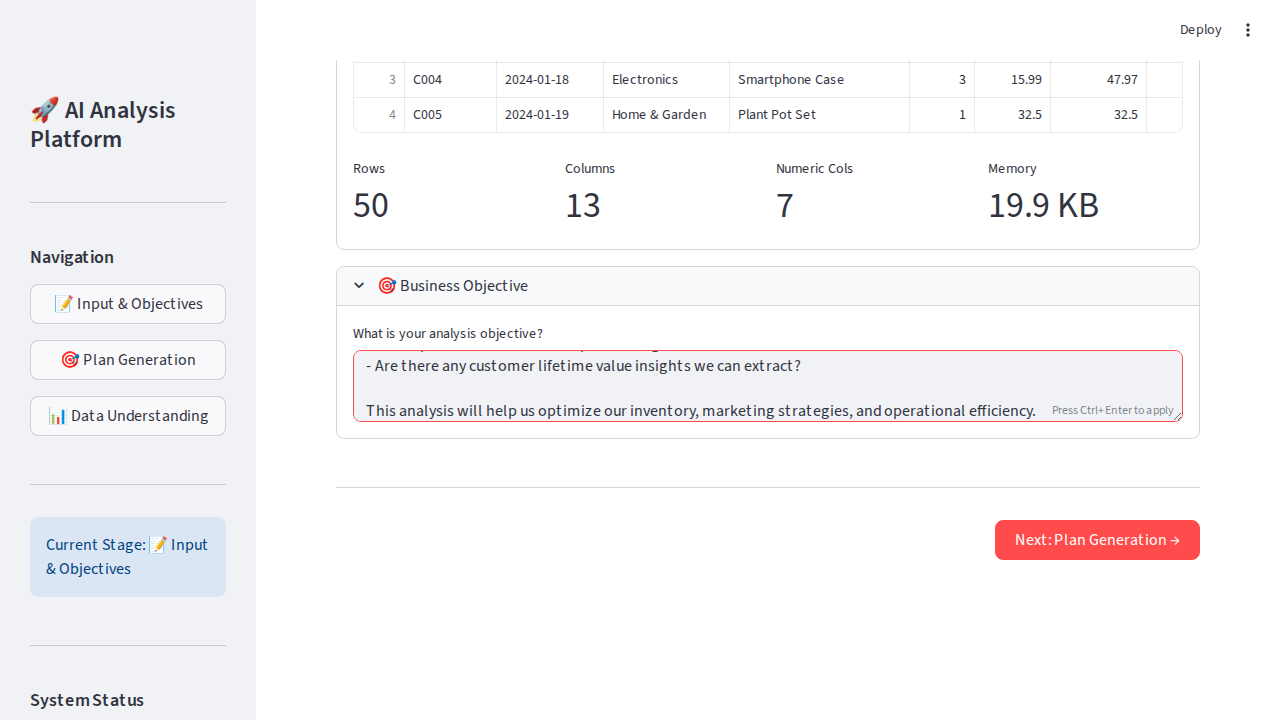 Deploy
🚀 AI Analysis
Platform
Navigation
📝 Input & Objectives
🎯 Plan Generation
📊 Data Understanding
Current Stage: 📝 Input
& Objectives
System Status
3 C004 2024-01-18 Electronics Smartphone Case 3 15.99 47.97
4 C005 2024-01-19 Home & Garden Plant Pot Set 1 32.5 32.5
Rows Columns Numeric Cols Memory
50 13 7 19.9 KB
🎯 Business Objective
What is your analysis objective?
- Are there any customer lifetime value insights we can extract?
This analysis will help us optimize our inventory, marketing strategies, and operational efficiency.
Press Ctrl+Enter to apply
Next: Plan Generation →